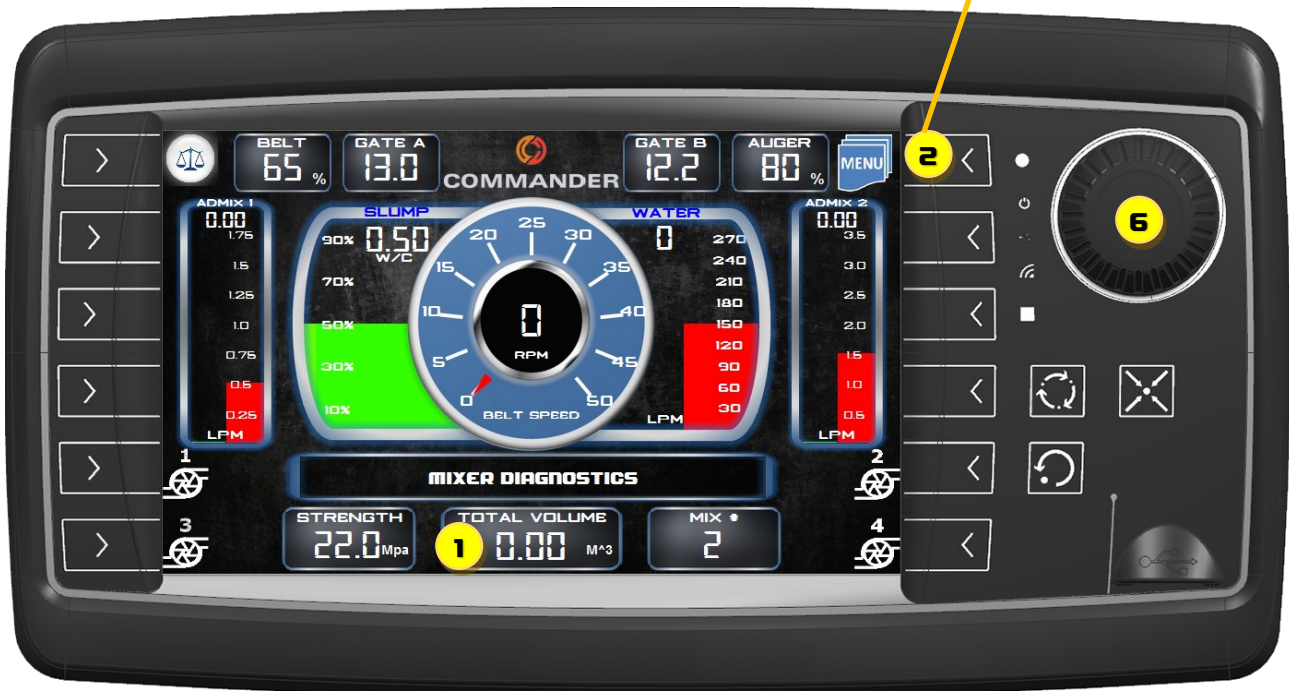 BELT
65 %
GATE A
13.0
COMMANDER
GATE B
12.2
AUGER
80 %
MENU
2
ADMIX 1
0.00
1.75
1.5
1.25
1.0
0.75
0.5
0.25
LPM
SLUMP
0.50
W/C
90%
70%
50%
30%
10%
0
5
10
15
20
25
30
35
40
45
50
0
RPM
BELT SPEED
WATER
0
270
240
210
180
150
120
90
60
30
LPM
ADMIX 2
0.00
3.5
3.0
2.5
2.0
1.5
1.0
0.5
LPM
6
1
2
MIXER DIAGNOSTICS
3
4
STRENGTH
22.0 Mpa
1
TOTAL VOLUME
0.00 M^3
MIX #
2